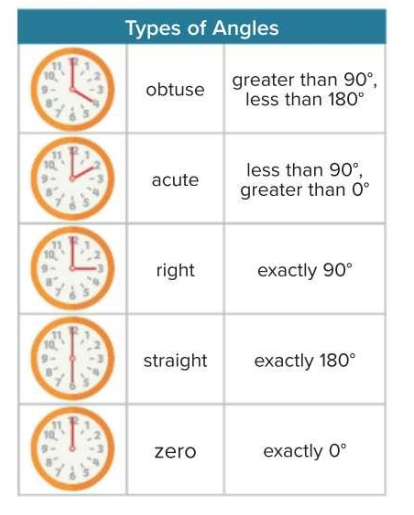 Types of Angles
obtuse
greater than 90°,
less than 180°
acute
less than 90°,
greater than 0°
right
exactly 90°
straight
exactly 180°
zero
exactly 0°